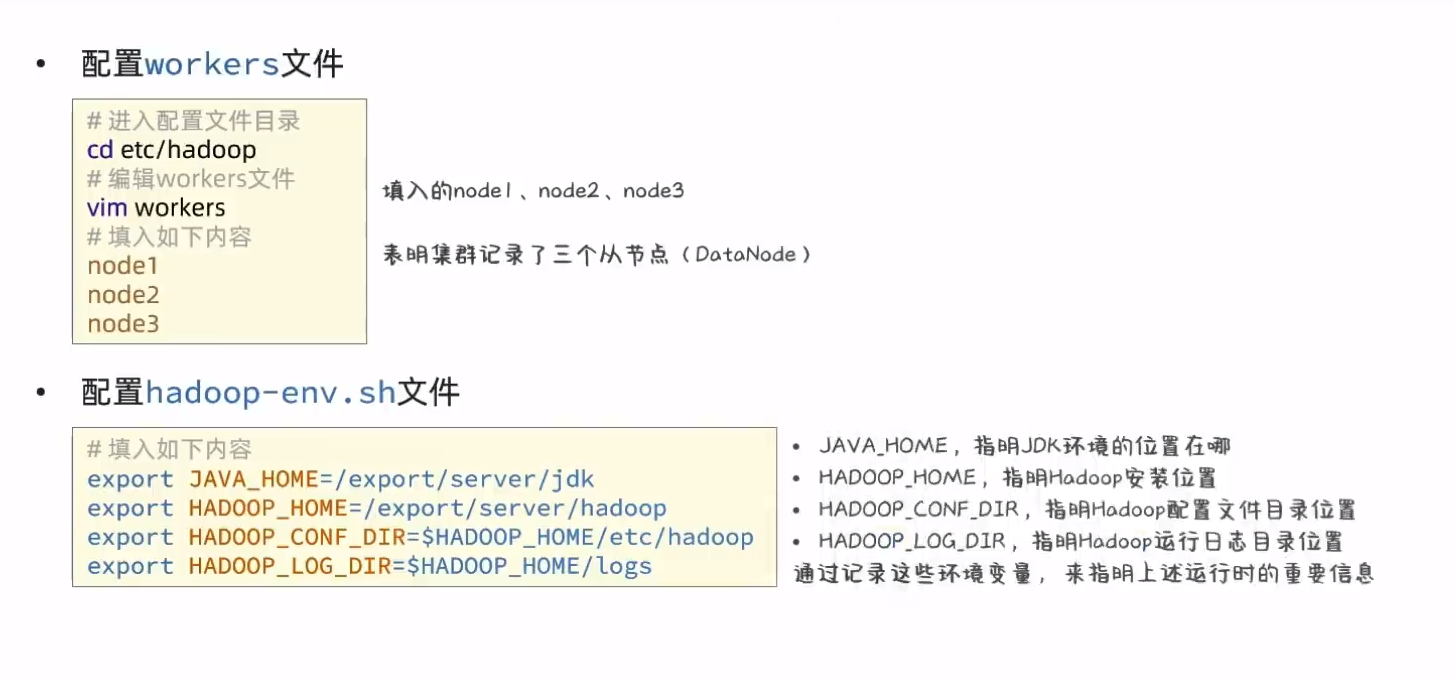 • 配置workers文件
# 进入配置文件目录
cd etc/hadoop
# 编辑workers文件
vim workers
# 填入如下内容
node1
node2
node3
填入的node1、node2、node3
表明集群记录了三个从节点（DataNode）
• 配置hadoop-env.sh文件
# 填入如下内容
export JAVA_HOME=/export/server/jdk
export HADOOP_HOME=/export/server/hadoop
export HADOOP_CONF_DIR=$HADOOP_HOME/etc/hadoop
export HADOOP_LOG_DIR=$HADOOP_HOME/logs
• JAVA_HOME，指明JDK环境的位置在哪
• HADOOP_HOME，指明Hadoop安装位置
• HADOOP_CONF_DIR，指明Hadoop配置文件目录位置
• HADOOP_LOG_DIR，指明Hadoop运行日志目录位置
通过记录这些环境变量，来指明上述运行时的重要信息